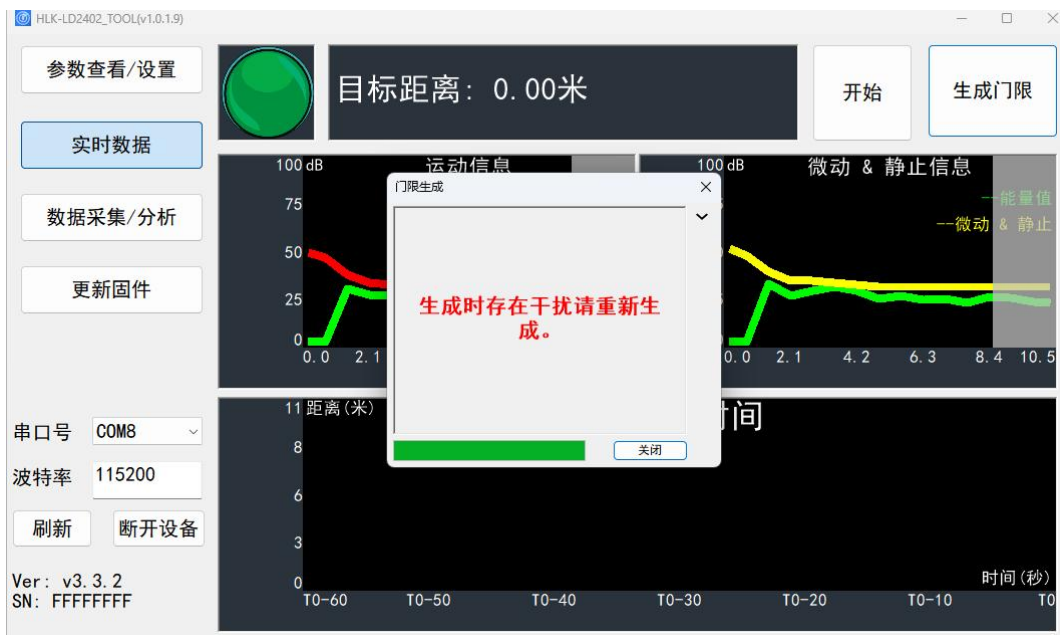 HLK-LD2402_TOOL(v1.0.1.9)
参数查看/设置
实时数据
数据采集/分析
更新固件
串口号 COM8
波特率 115200
刷新 断开设备
Ver: v3.3.2
SN: FFFFFFFF
目标距离: 0.00米
开始
生成门限
100 dB 运动信息
75
50
25
0
0.0 2.1
100 dB 微动 & 静止信息
--能量值
--微动 & 静止
0.0 2.1 4.2 6.3 8.4 10.5
门限生成
生成时存在干扰请重新生
成。
关闭
11 距离(米)
时间
8
6
3
0
时间(秒)
T0-60 T0-50 T0-40 T0-30 T0-20 T0-10 T0